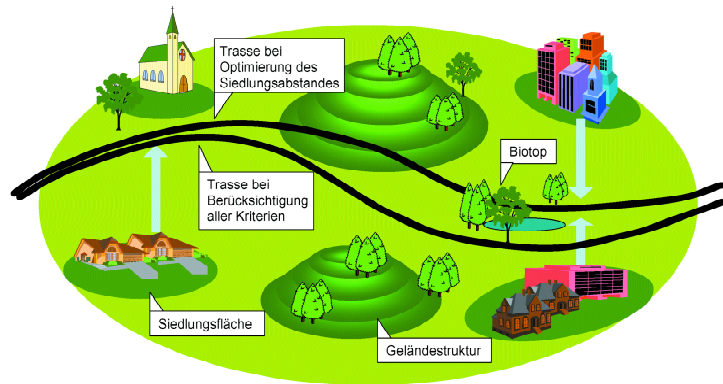 Trasse bei
Optimierung des
Siedlungsabstandes
Biotop
Trasse bei
Berücksichtigung
aller Kriterien
Siedlungsfläche
Geländestruktur